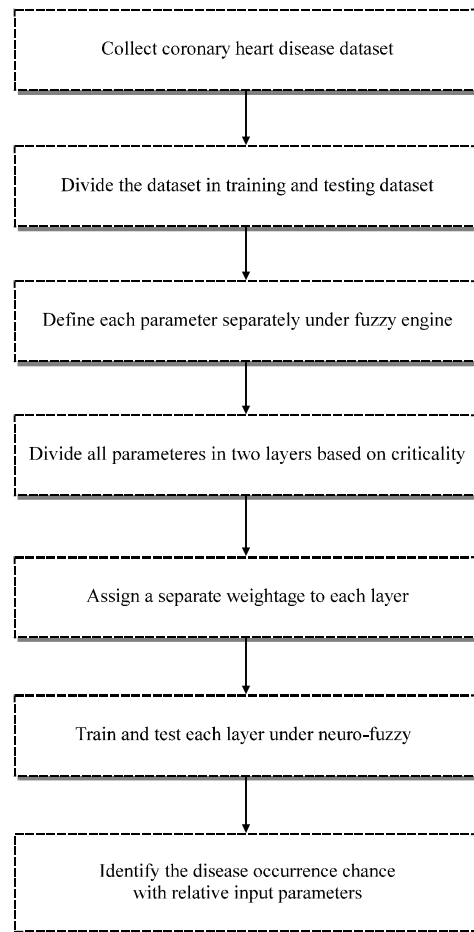 Collect coronary heart disease dataset
Divide the dataset in training and testing dataset
Define each parameter separately under fuzzy engine
Divide all parameteres in two layers based on criticality
Assign a separate weightage to each layer
Train and test each layer under neuro-fuzzy
Identify the disease occurrence chance
with relative input parameters